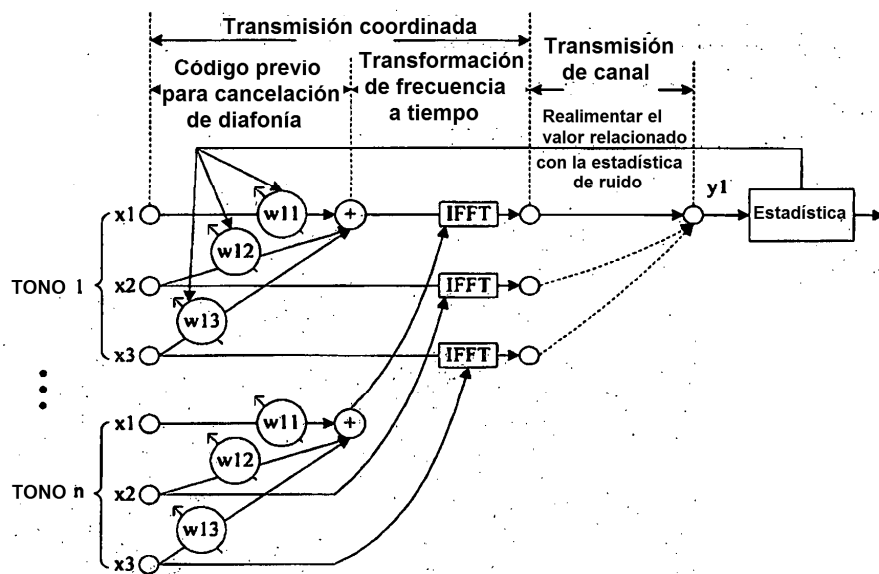 Transmisión coordinada
Código previo
para cancelación
de diafonía
Transformación
de frecuencia
a tiempo
Transmisión
de canal
Realimentar el
valor relacionado
con la estadística
de ruido
y1
Estadística
TONO 1
x1
w11
+
IFFT
w12
x2
IFFT
w13
x3
IFFT
TONO n
x1
w11
+
w12
x2
w13
x3